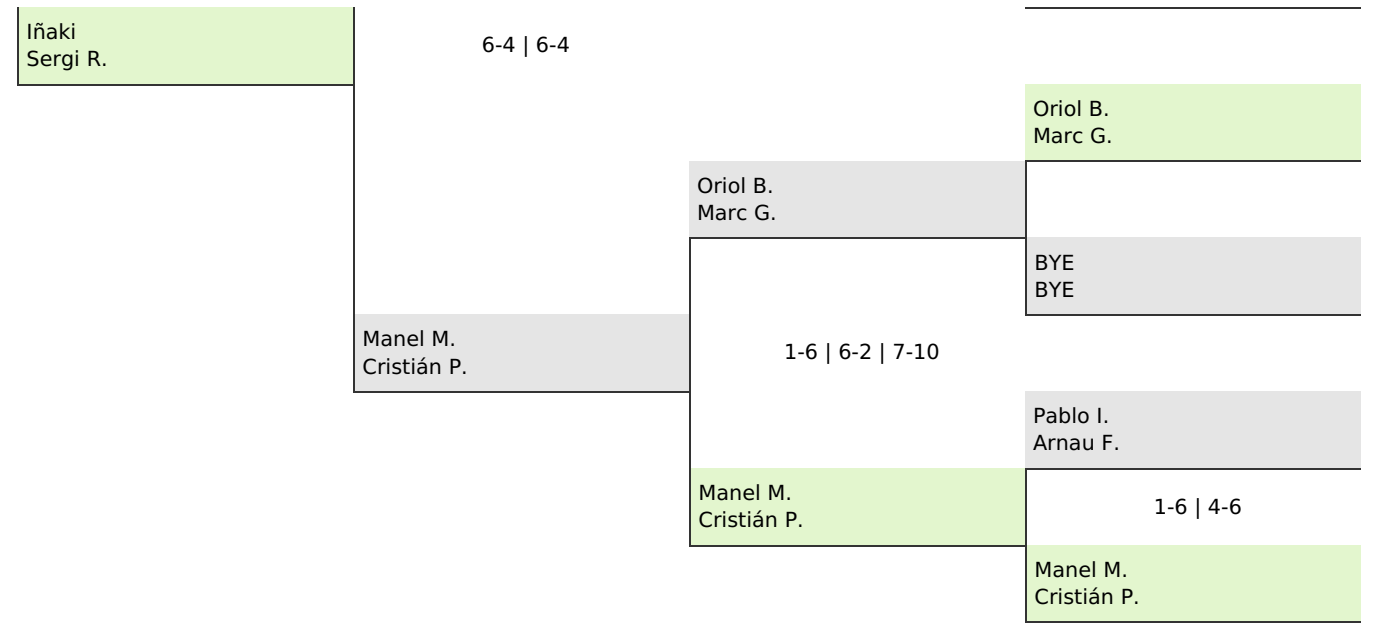 Iñaki
Sergi R.
6-4 | 6-4
Oriol B.
Marc G.
Oriol B.
Marc G.
BYE
BYE
Manel M.
Cristián P.
1-6 | 6-2 | 7-10
Pablo I.
Arnau F.
Manel M.
Cristián P.
1-6 | 4-6
Manel M.
Cristián P.